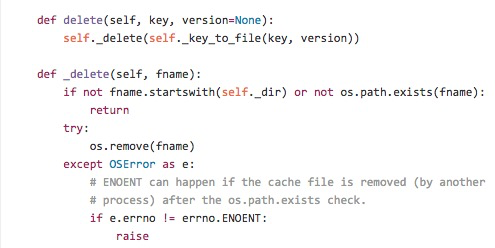 def delete(self, key, version=None):
    self._delete(self._key_to_file(key, version))

def _delete(self, fname):
    if not fname.startswith(self._dir) or not os.path.exists(fname):
        return
    try:
        os.remove(fname)
    except OSError as e:
        # ENOENT can happen if the cache file is removed (by another
        # process) after the os.path.exists check.
        if e.errno != errno.ENOENT:
            raise